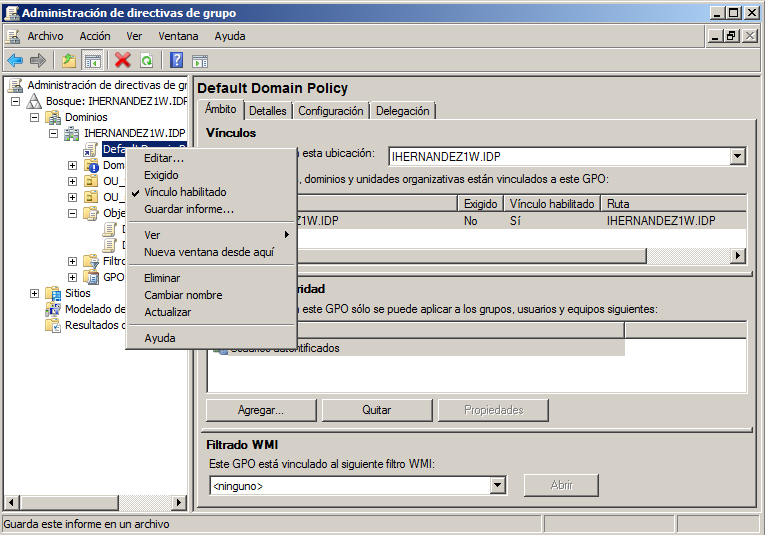 Administración de directivas de grupo
Archivo Acción Ver Ventana Ayuda
Administración de directivas de gr
Bosque: IHERNANDEZ1W.IDP
Dominios
IHERNANDEZ1W.IDP
Default Domain P
Dom
OU_
OU_
Obje
Filtro
GPO
Sitios
Modelado de
Resultados d
Editar...
Exigido
Vínculo habilitado
Guardar informe...
Ver
Nueva ventana desde aquí
Eliminar
Cambiar nombre
Actualizar
Ayuda
Default Domain Policy
Ámbito Detalles Configuración Delegación
Vínculos
esta ubicación: IHERNANDEZ1W.IDP
, dominios y unidades organizativas están vinculados a este GPO:
Exigido Vínculo habilitado Ruta
Z1W.IDP No Sí IHERNANDEZ1W.IDP
ridad
este GPO sólo se puede aplicar a los grupos, usuarios y equipos siguientes:
Usuarios autentificados
Agregar... Quitar Propiedades
Filtrado WMI
Este GPO está vinculado al siguiente filtro WMI:
<ninguno> Abrir
Guarda este informe en un archivo